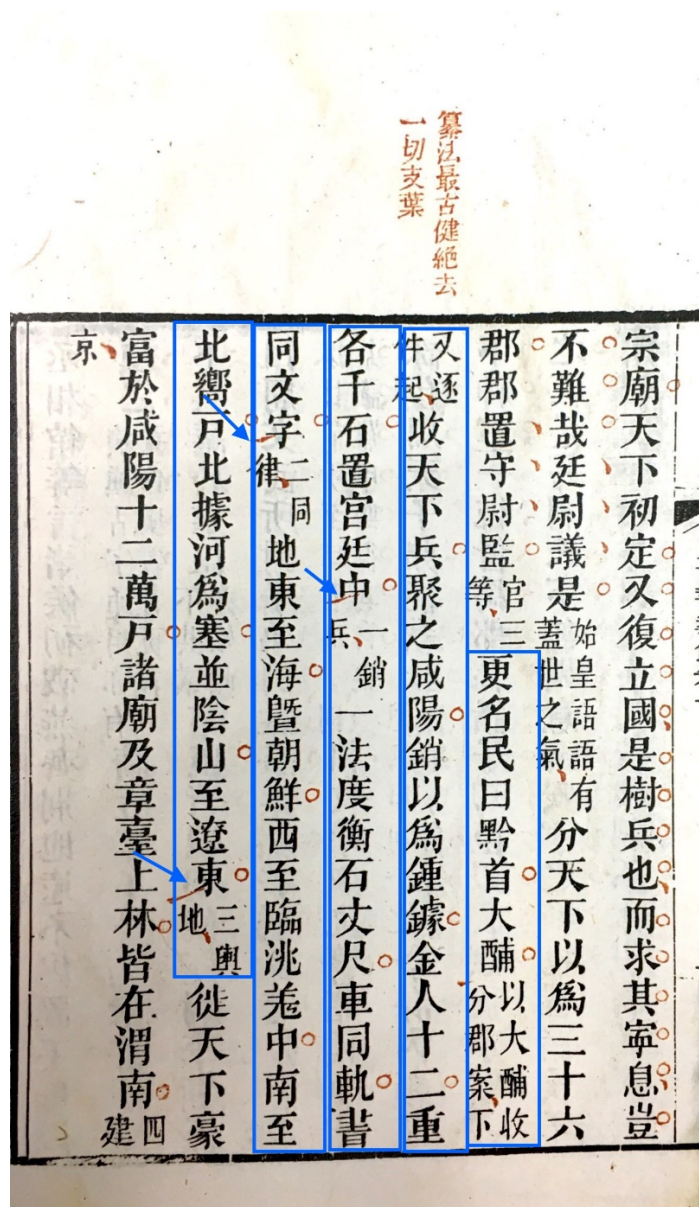 纂法最古健絕去
一切支葉
宗廟天下初定又復立國是樹兵也而求其寧息豈
不難哉廷尉議是始皇語語有蓋世之氣分天下以爲三十六
郡郡置守尉監官三等更名民曰黔首大酺以大酺收分郡案下
又逐件起收天下兵聚之咸陽銷以爲鍾鐻金人十二重
各千石置宫廷中一銷兵一法度衡石丈尺車同軌書
同文字二同律地東至海曁朝鮮西至臨洮羌中南至
北嚮戸北據河爲塞並陰山至遼東三輿地徙天下豪
富於咸陽十二萬戸諸廟及章臺上林皆在渭南四建
京